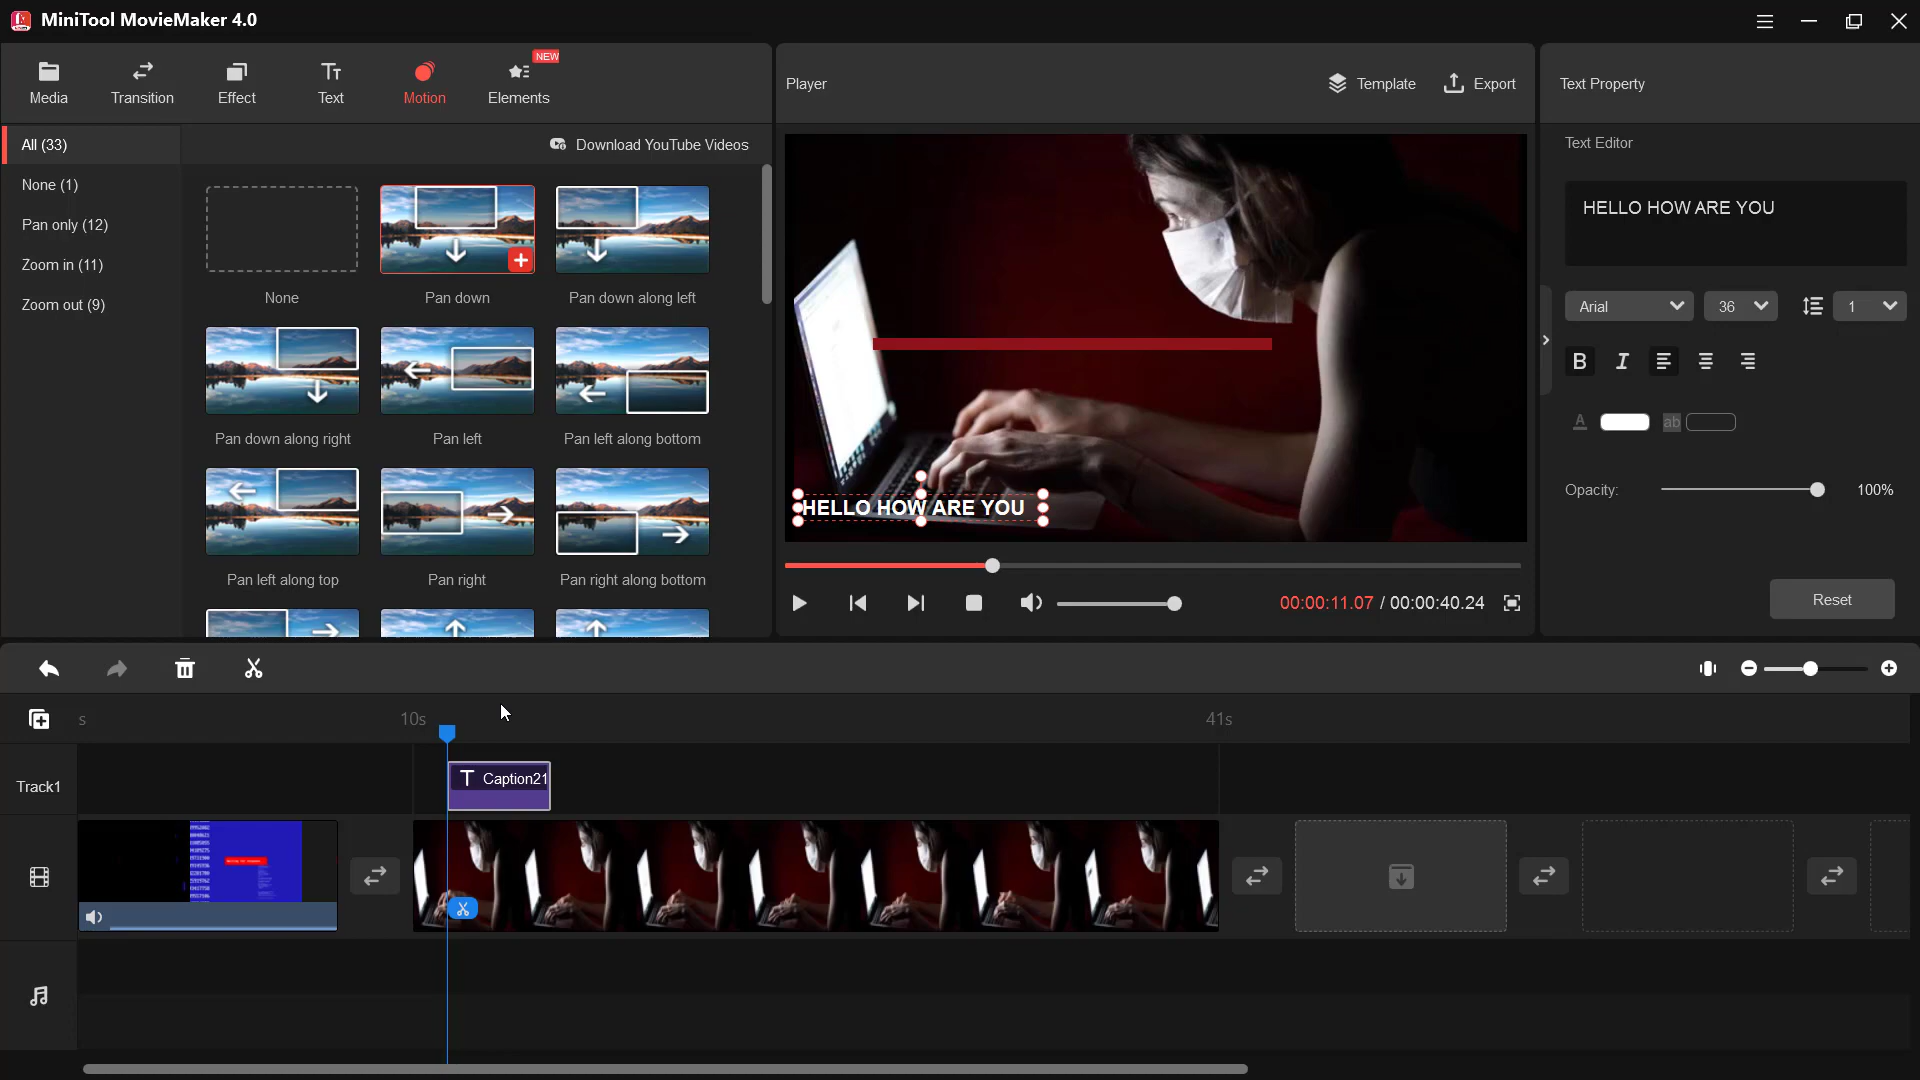 MiniTool MovieMaker 4.0
Media
Transition
Effect
Text
Motion
NEW
Elements
Player
Template
Export
Text Property
All (33)
Download YouTube Videos
None (1)
Pan only (12)
Zoom in (11)
Zoom out (9)
None
Pan down
Pan down along left
Pan down along right
Pan left
Pan left along bottom
Pan left along top
Pan right
Pan right along bottom
HELLO HOW ARE YOU
00:00:11.07 / 00:00:40.24
Text Editor
HELLO HOW ARE YOU
Arial
36
1
B
I
A
ab
Opacity:
100%
Reset
s
10s
41s
Track1
T Caption21